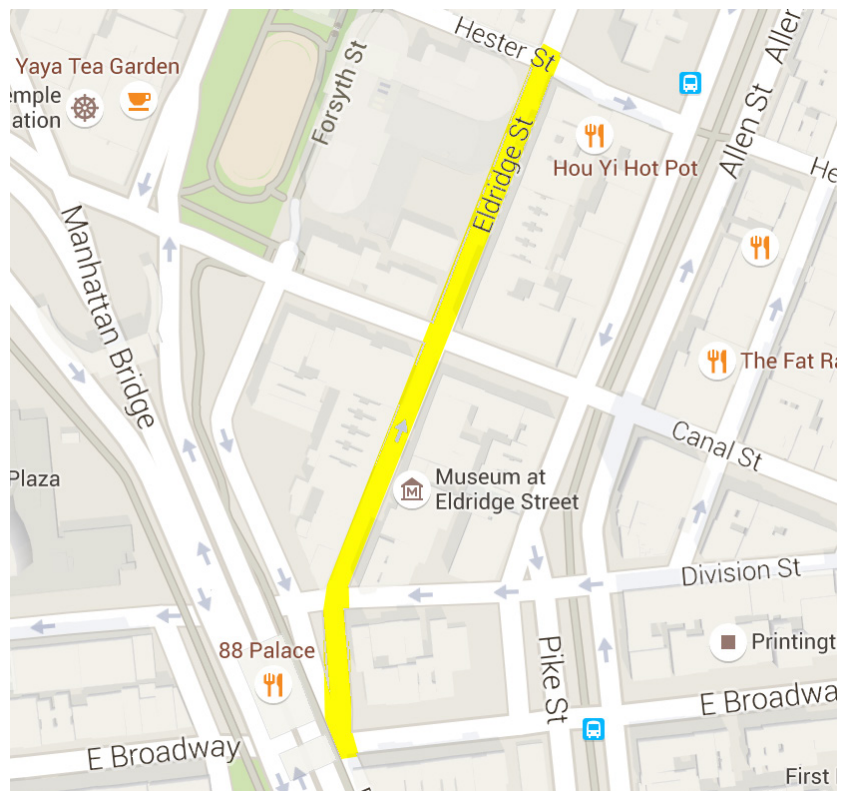 Hester St
Aller
Yaya Tea Garden
emple
ation
Forsyth St
Allen St
Eldridge St
Hou Yi Hot Pot
He
Manhattan Bridge
The Fat Ra
Canal St
Plaza
Museum at
Eldridge Street
Division St
88 Palace
Pike St
Printingt
E Broadwa
E Broadway
First